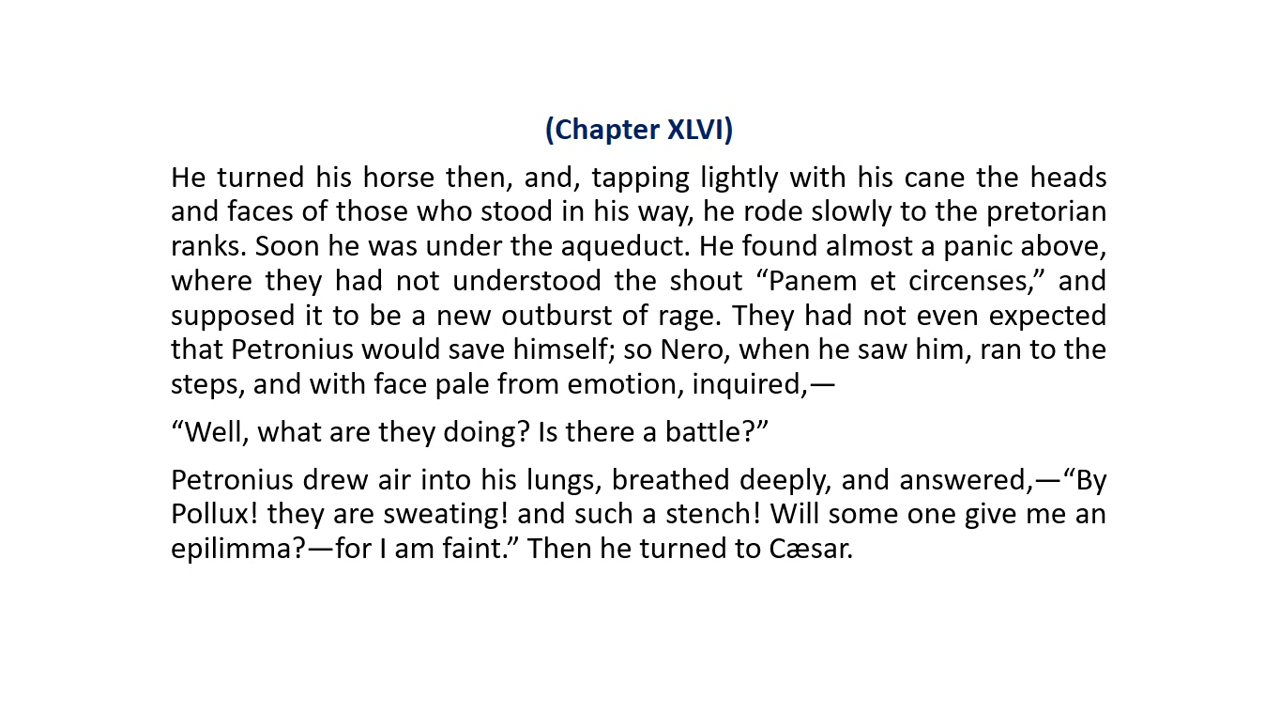 (Chapter XLVI)
He turned his horse then, and, tapping lightly with his cane the heads
and faces of those who stood in his way, he rode slowly to the pretorian
ranks. Soon he was under the aqueduct. He found almost a panic above,
where they had not understood the shout “Panem et circenses,” and
supposed it to be a new outburst of rage. They had not even expected
that Petronius would save himself; so Nero, when he saw him, ran to the
steps, and with face pale from emotion, inquired,—
“Well, what are they doing? Is there a battle?”
Petronius drew air into his lungs, breathed deeply, and answered,—“By
Pollux! they are sweating! and such a stench! Will some one give me an
epilimma?—for I am faint.” Then he turned to Cæsar.